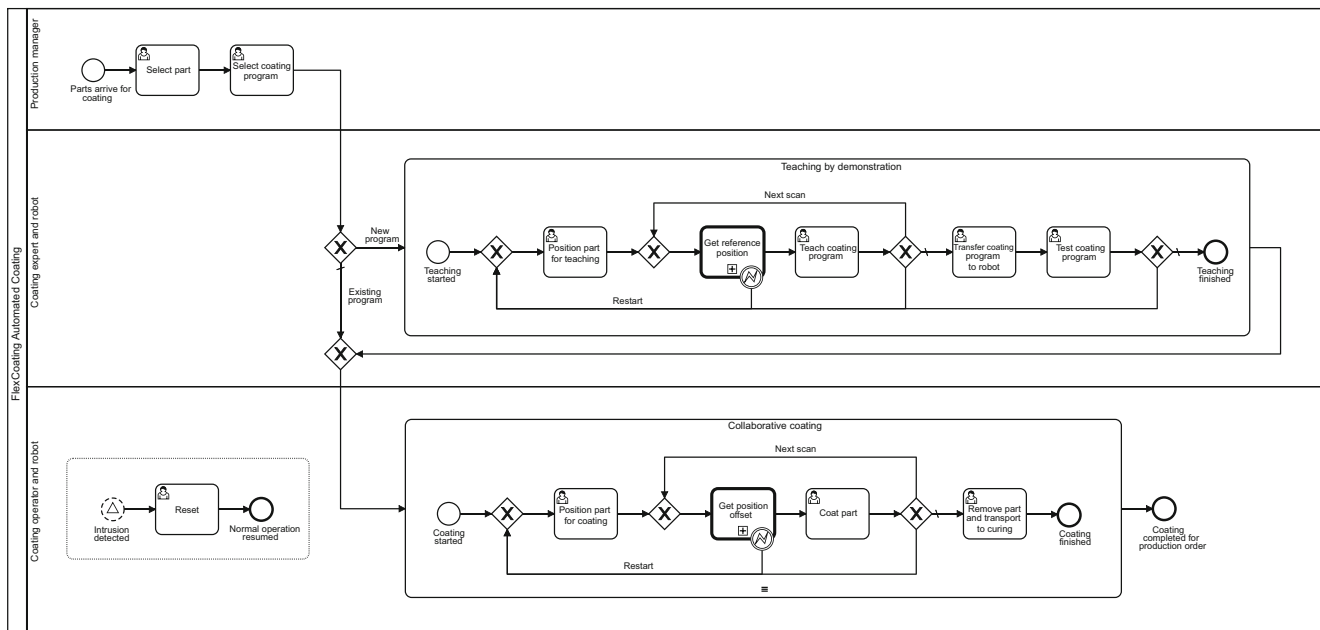 FlexCoating Automated Coating
Production manager
Parts arrive for
coating
Select part
Select coating
program
Coating expert and robot
New
program
Existing
program
Teaching by demonstration
Teaching
started
Position part
for teaching
Next scan
Get reference
position
Teach coating
program
Restart
Transfer coating
program
to robot
Test coating
program
Teaching
finished
Coating operator and robot
Intrusion
detected
Reset
Normal operation
resumed
Collaborative coating
Coating
started
Position part
for coating
Next scan
Get position
offset
Coat part
Restart
Remove part
and transport
to curing
Coating
finished
Coating
completed for
production order